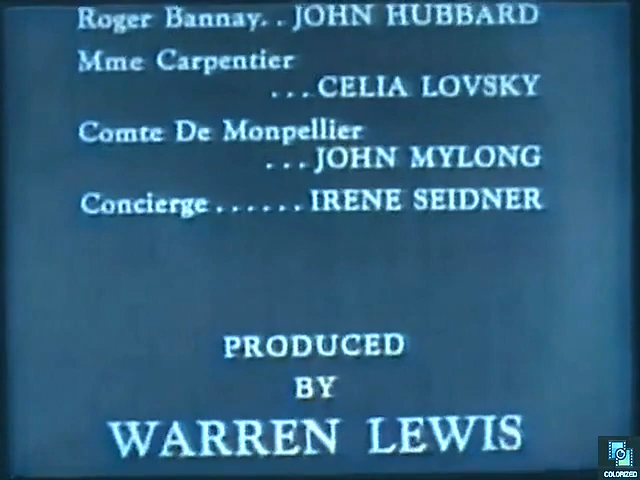 Roger Bannay..JOHN HUBBARD
Mme Carpentier
...CELIA LOVSKY
Comte De Monpellier
...JOHN MYLONG
Concierge......IRENE SEIDNER
PRODUCED
BY
WARREN LEWIS
COLORIZED